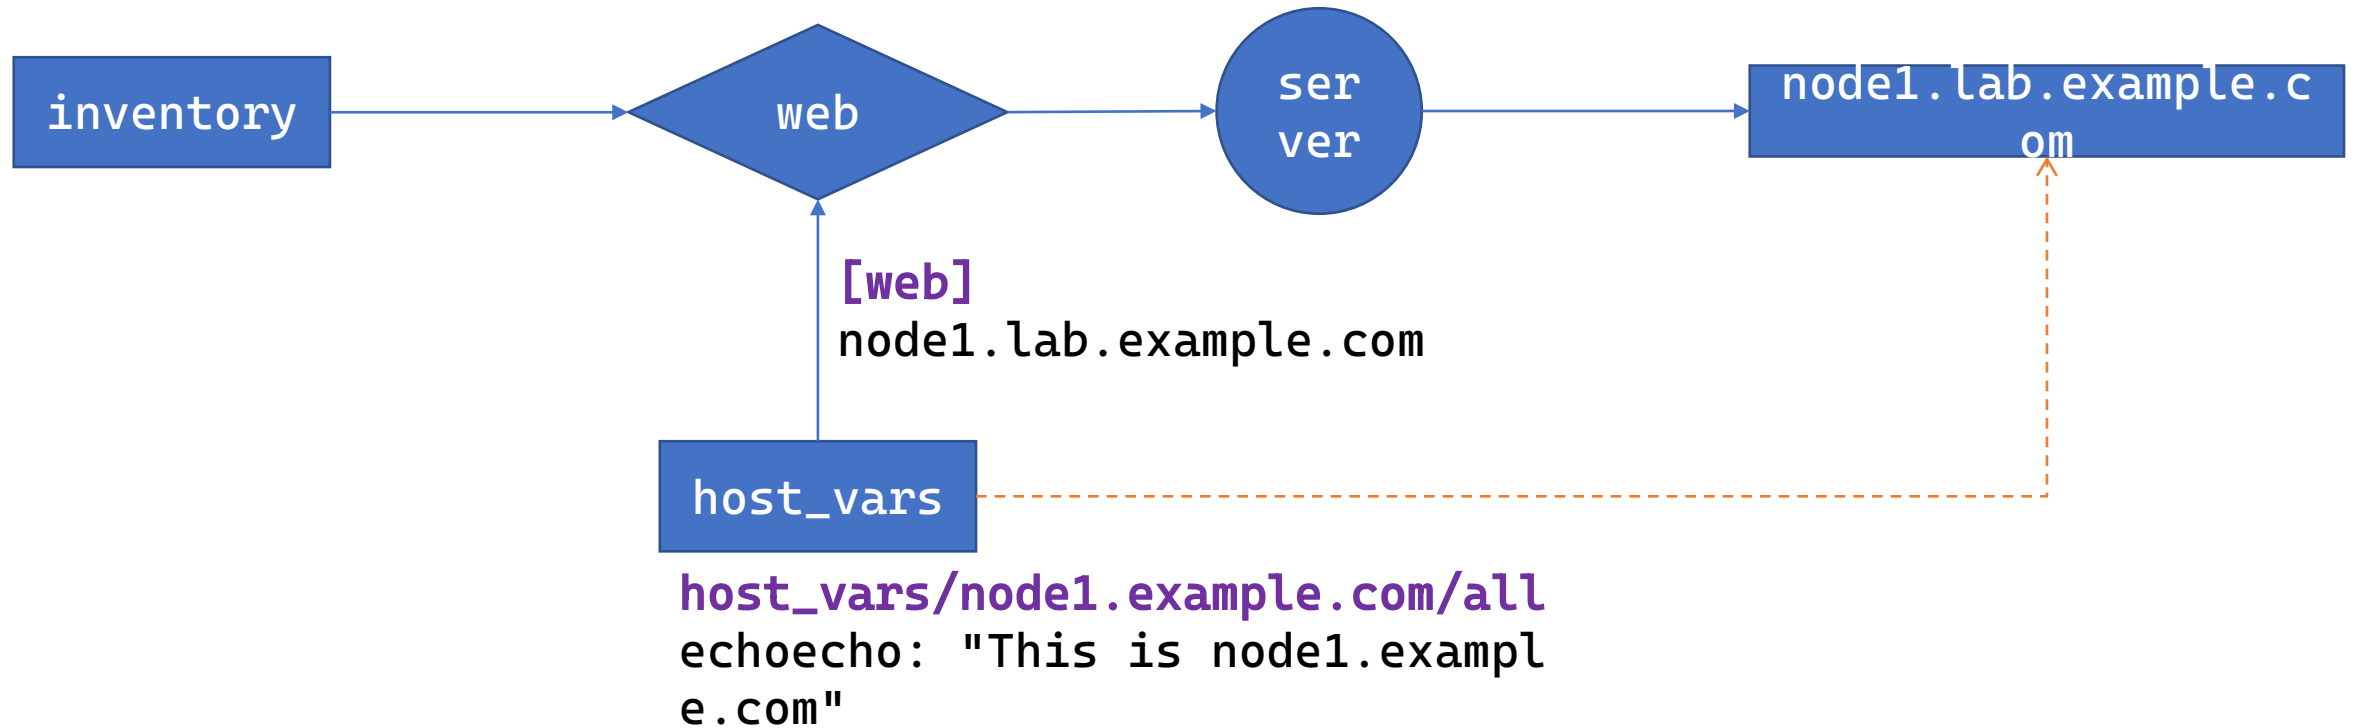 inventory
web
ser
ver
node1.lab.example.c
om
[web]
node1.lab.example.com
host_vars
host_vars/node1.example.com/all
echoecho: "This is node1.exampl
e.com"